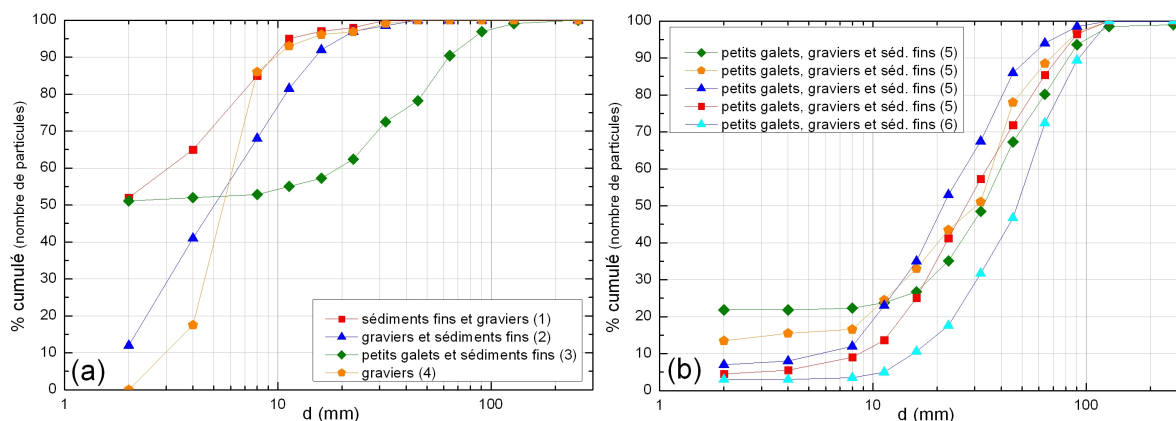 100
90
80
70
60
50
40
30
20
10
0
% cumulé (nombre de particules)
(a)
sédiments fins et graviers (1)
graviers et sédiments fins (2)
petits galets et sédiments fins (3)
graviers (4)
1
10
100
d (mm)
100
90
80
70
60
50
40
30
20
10
0
% cumulé (nombre de particules)
petits galets, graviers et séd. fins (5)
petits galets, graviers et séd. fins (5)
petits galets, graviers et séd. fins (5)
petits galets, graviers et séd. fins (5)
petits galets, graviers et séd. fins (6)
(b)
1
10
100
d (mm)